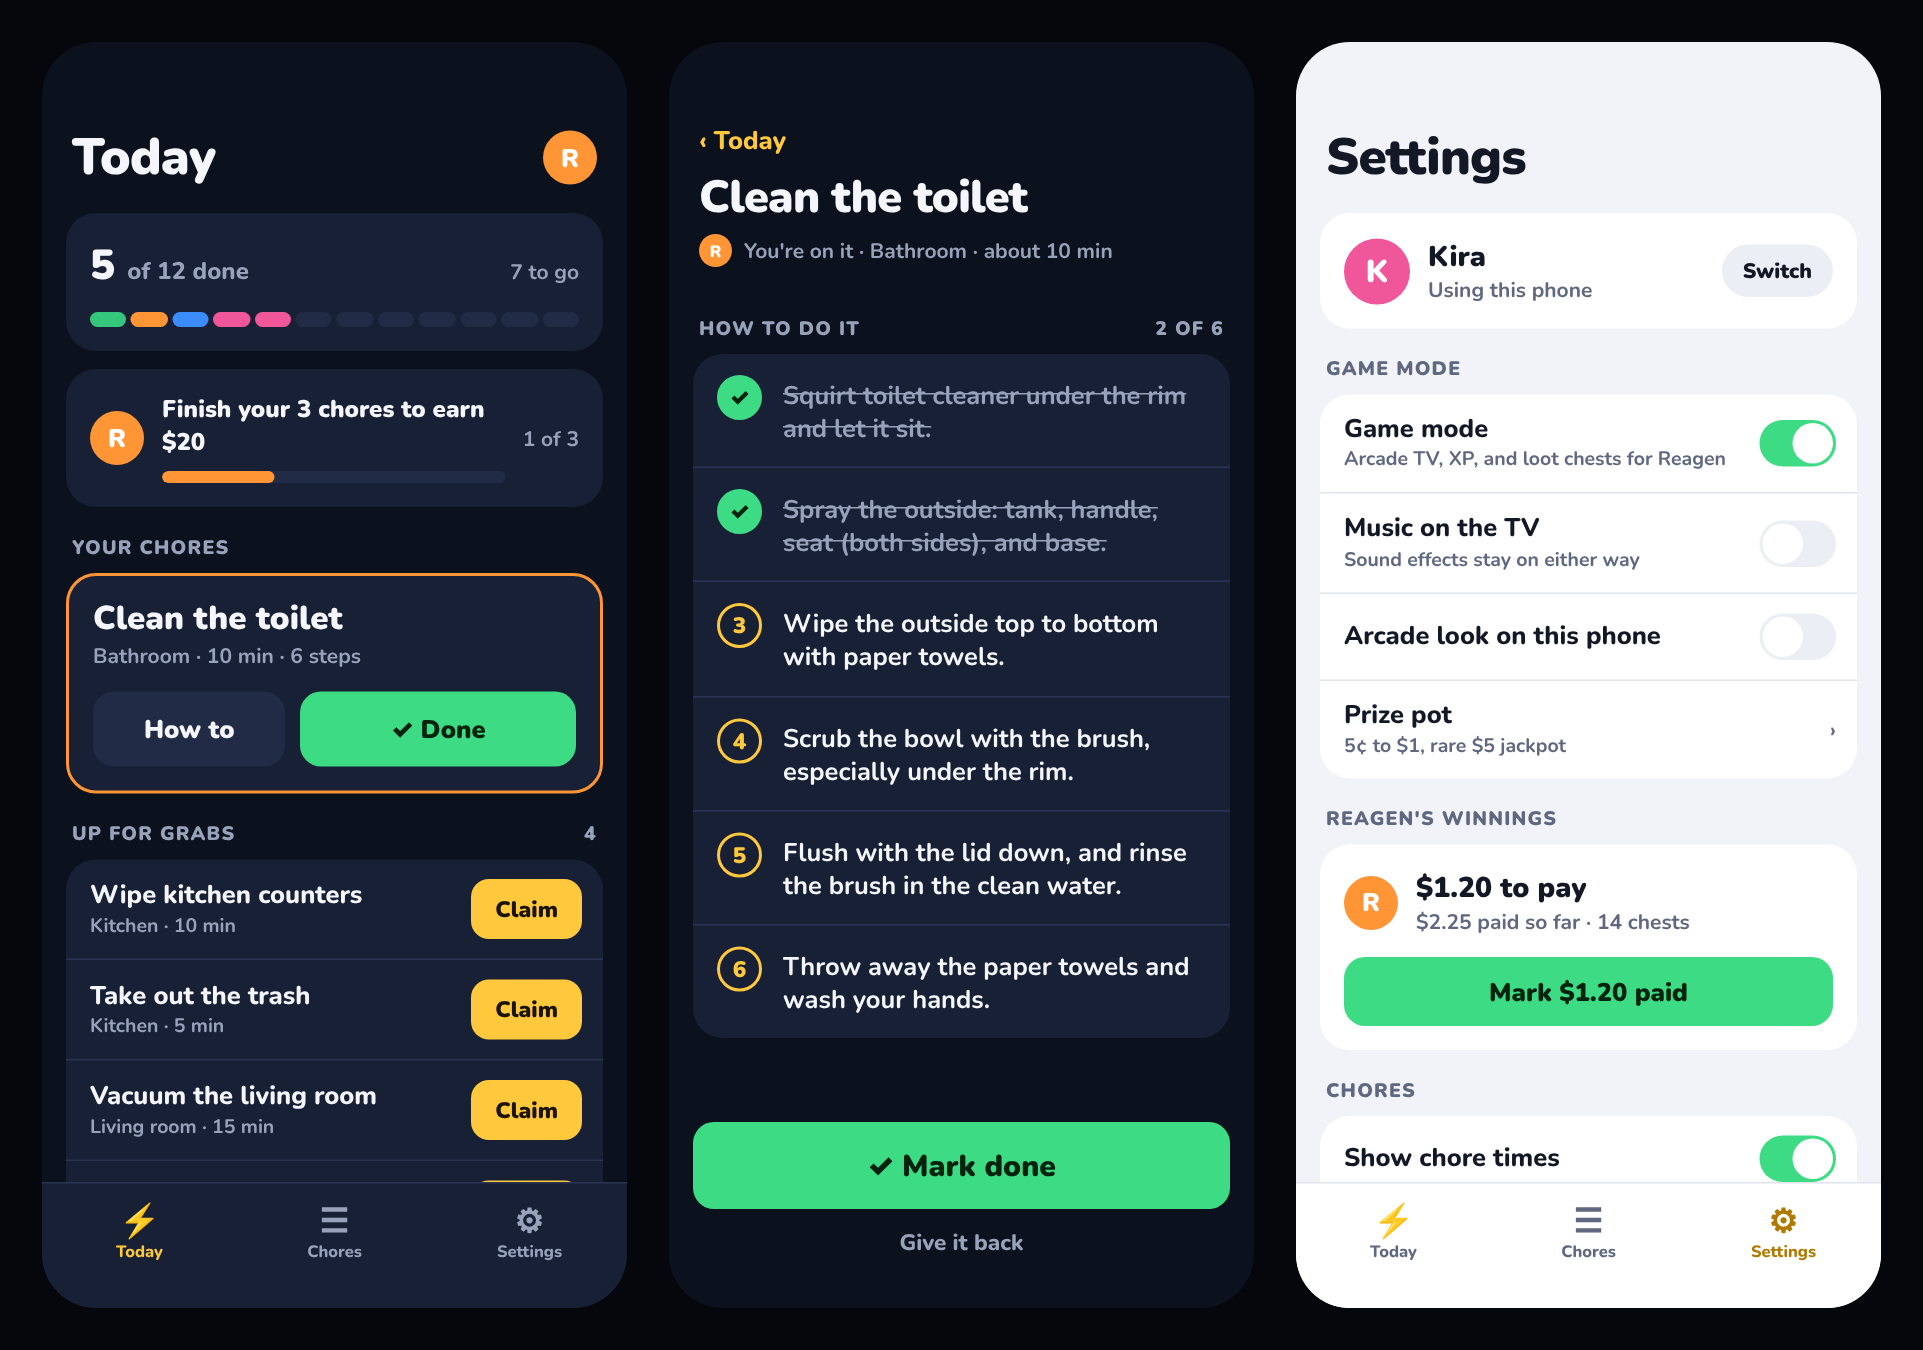 Today
R
5 of 12 done
7 to go
R
Finish your 3 chores to earn
$20
1 of 3
YOUR CHORES
Clean the toilet
Bathroom · 10 min · 6 steps
How to
✓ Done
UP FOR GRABS
4
Wipe kitchen counters
Kitchen · 10 min
Claim
Take out the trash
Kitchen · 5 min
Claim
Vacuum the living room
Living room · 15 min
Claim
Today
Chores
Settings
‹ Today
Clean the toilet
R
You're on it · Bathroom · about 10 min
HOW TO DO IT
2 OF 6
Squirt toilet cleaner under the rim
and let it sit.
Spray the outside: tank, handle,
seat (both sides), and base.
3
Wipe the outside top to bottom
with paper towels.
4
Scrub the bowl with the brush,
especially under the rim.
5
Flush with the lid down, and rinse
the brush in the clean water.
6
Throw away the paper towels and
wash your hands.
✓ Mark done
Give it back
Settings
K
Kira
Using this phone
Switch
GAME MODE
Game mode
Arcade TV, XP, and loot chests for Reagen
Music on the TV
Sound effects stay on either way
Arcade look on this phone
Prize pot
5¢ to $1, rare $5 jackpot
›
REAGEN'S WINNINGS
R
$1.20 to pay
$2.25 paid so far · 14 chests
Mark $1.20 paid
CHORES
Show chore times
Today
Chores
Settings